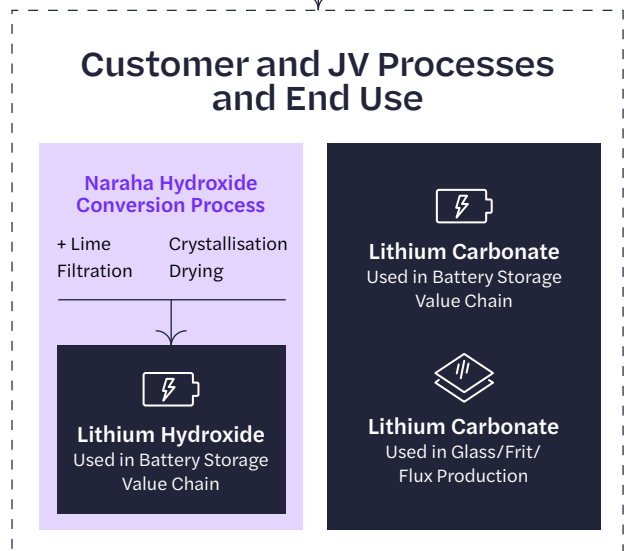 Customer and JV Processes
and End Use
Naraha Hydroxide
Conversion Process
+ Lime
Filtration
Crystallisation
Drying
Lithium Hydroxide
Used in Battery Storage
Value Chain
Lithium Carbonate
Used in Battery Storage
Value Chain
Lithium Carbonate
Used in Glass/Frit/
Flux Production